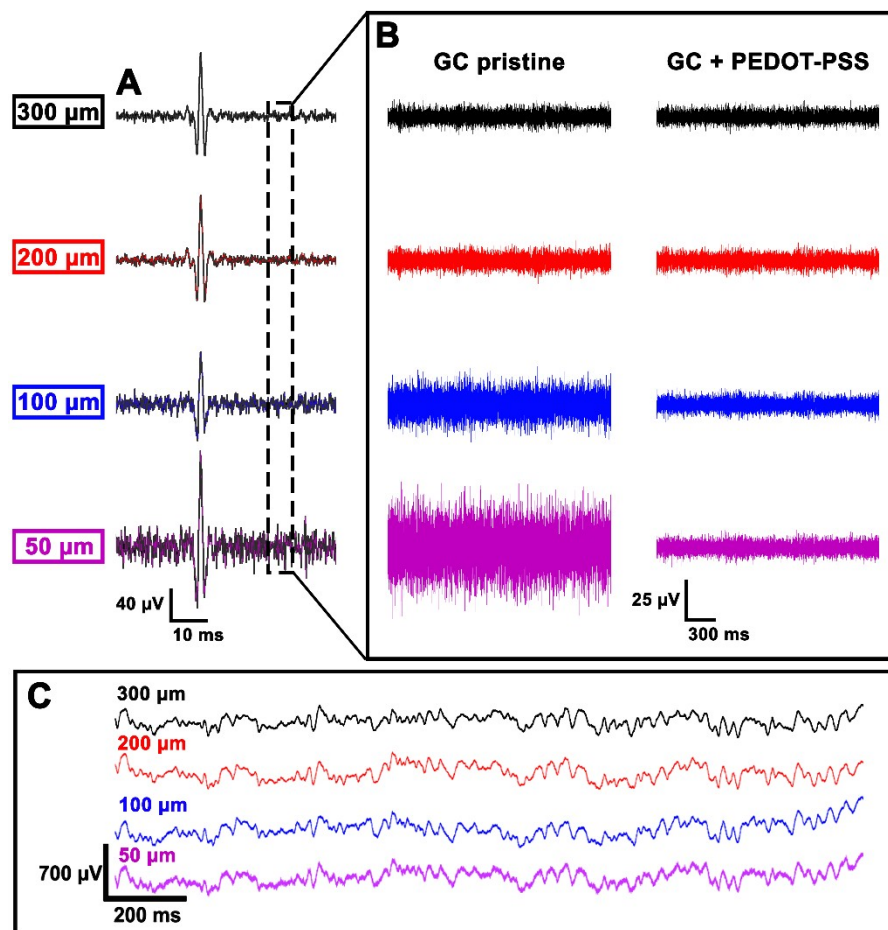 A
B
GC pristine
GC + PEDOT-PSS
300 µm
200 µm
100 µm
50 µm
40 µV
10 ms
25 µV
300 ms
C
300 µm
200 µm
100 µm
50 µm
700 µV
200 ms